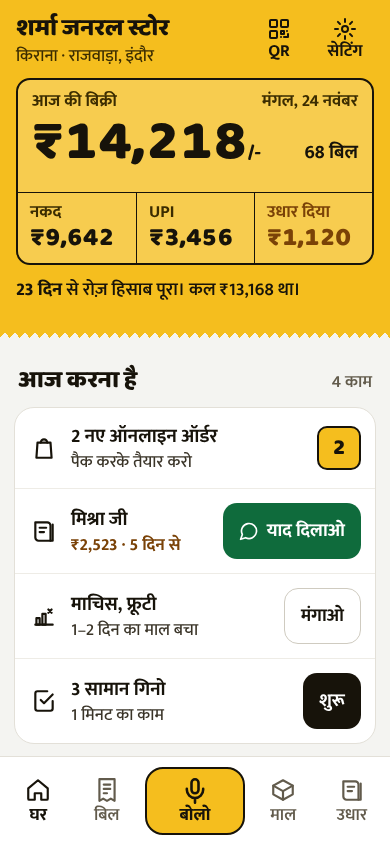 शर्मा जनरल स्टोर
किराना · राजवाड़ा, इंदौर
QR
सेटिंग
आज की बिक्री
मंगल, 24 नवंबर
₹14,218/-
68 बिल
नकद
₹9,642
UPI
₹3,456
उधार दिया
₹1,120
23 दिन से रोज़ हिसाब पूरा। कल ₹13,168 था।
आज करना है
4 काम
2 नए ऑनलाइन ऑर्डर
पैक करके तैयार करो
2
मिश्रा जी
₹2,523 · 5 दिन से
याद दिलाओ
माचिस, फ्रूटी
1–2 दिन का माल बचा
मंगाओ
3 सामान गिनो
1 मिनट का काम
शुरू
घर
बिल
बोलो
माल
उधार